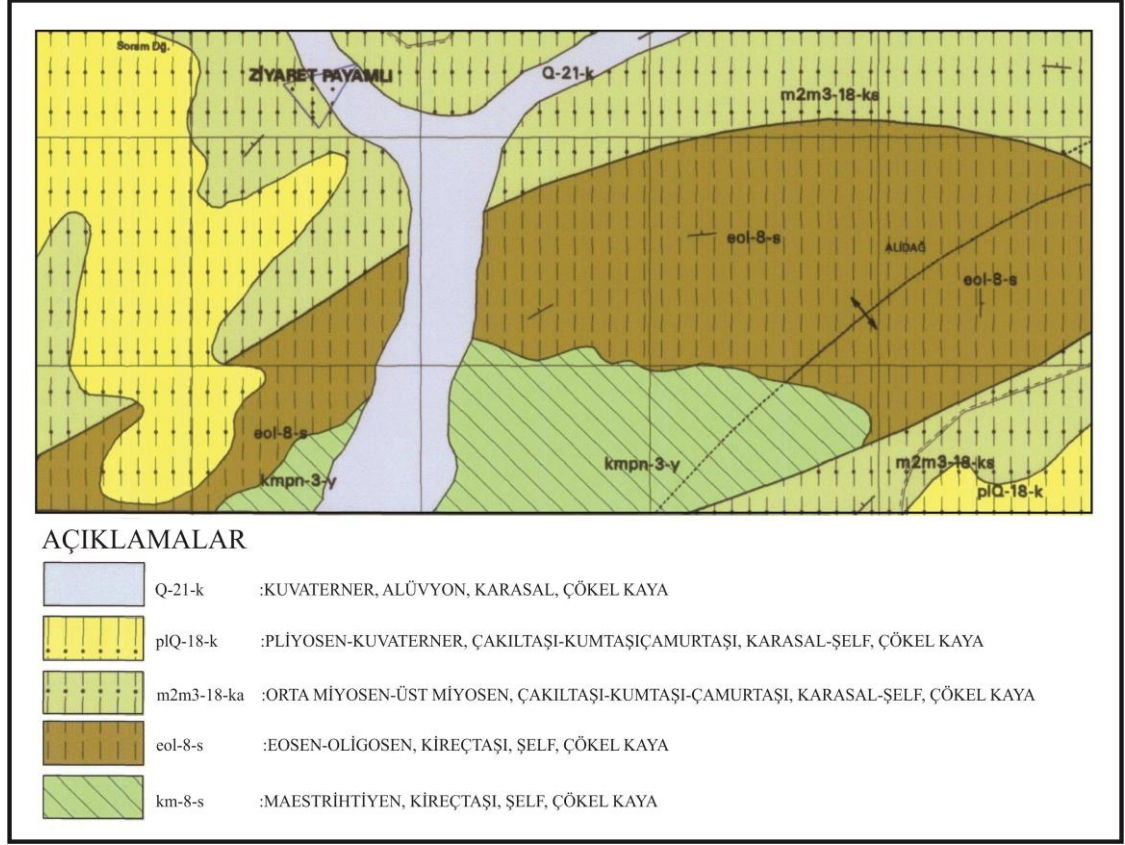 Soram Dğ.
ZİYARET PAYAMLI
Q-21-k
m2m3-18-ks
eol-8-s
ALİDAĞ
eol-8-s
eol-8-s
kmpn-3-y
kmpn-3-y
m2m3-18-ks
plQ-18-k
AÇIKLAMALAR
Q-21-k :KUVATERNER, ALÜVYON, KARASAL, ÇÖKEL KAYA
plQ-18-k :PLİYOSEN-KUVATERNER, ÇAKILTAŞI-KUMTAŞIÇAMURTAŞI, KARASAL-ŞELF, ÇÖKEL KAYA
m2m3-18-ka :ORTA MİYOSEN-ÜST MİYOSEN, ÇAKILTAŞI-KUMTAŞI-ÇAMURTAŞI, KARASAL-ŞELF, ÇÖKEL KAYA
eol-8-s :EOSEN-OLİGOSEN, KİREÇTAŞI, ŞELF, ÇÖKEL KAYA
km-8-s :MAESTRİHTİYEN, KİREÇTAŞI, ŞELF, ÇÖKEL KAYA